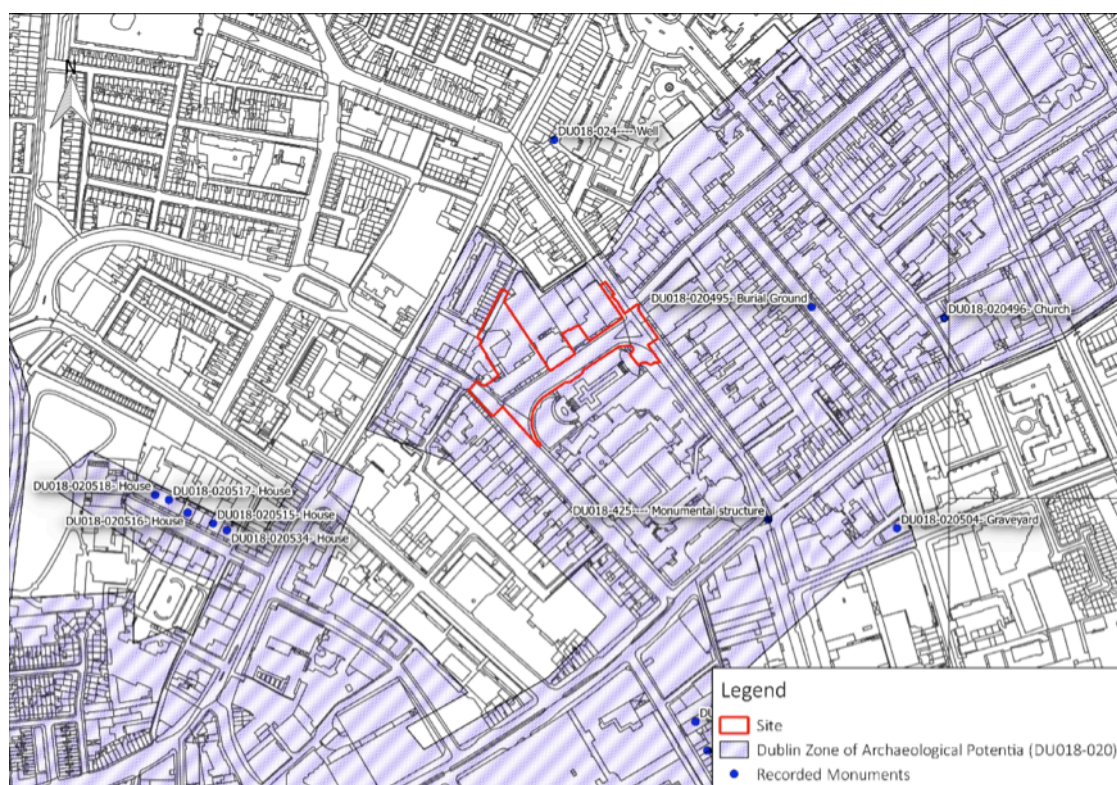 N
DU018-024---- Well
DU018-020495- Burial Ground
DU018-020496- Church
DU018-020518- House
DU018-020517- House
DU018-020516- House
DU018-020515- House
DU018-020534- House
DU018-425---- Monumental structure
DU018-020504- Graveyard
Legend
Site
Dublin Zone of Archaeological Potentia (DU018-020)
Recorded Monuments